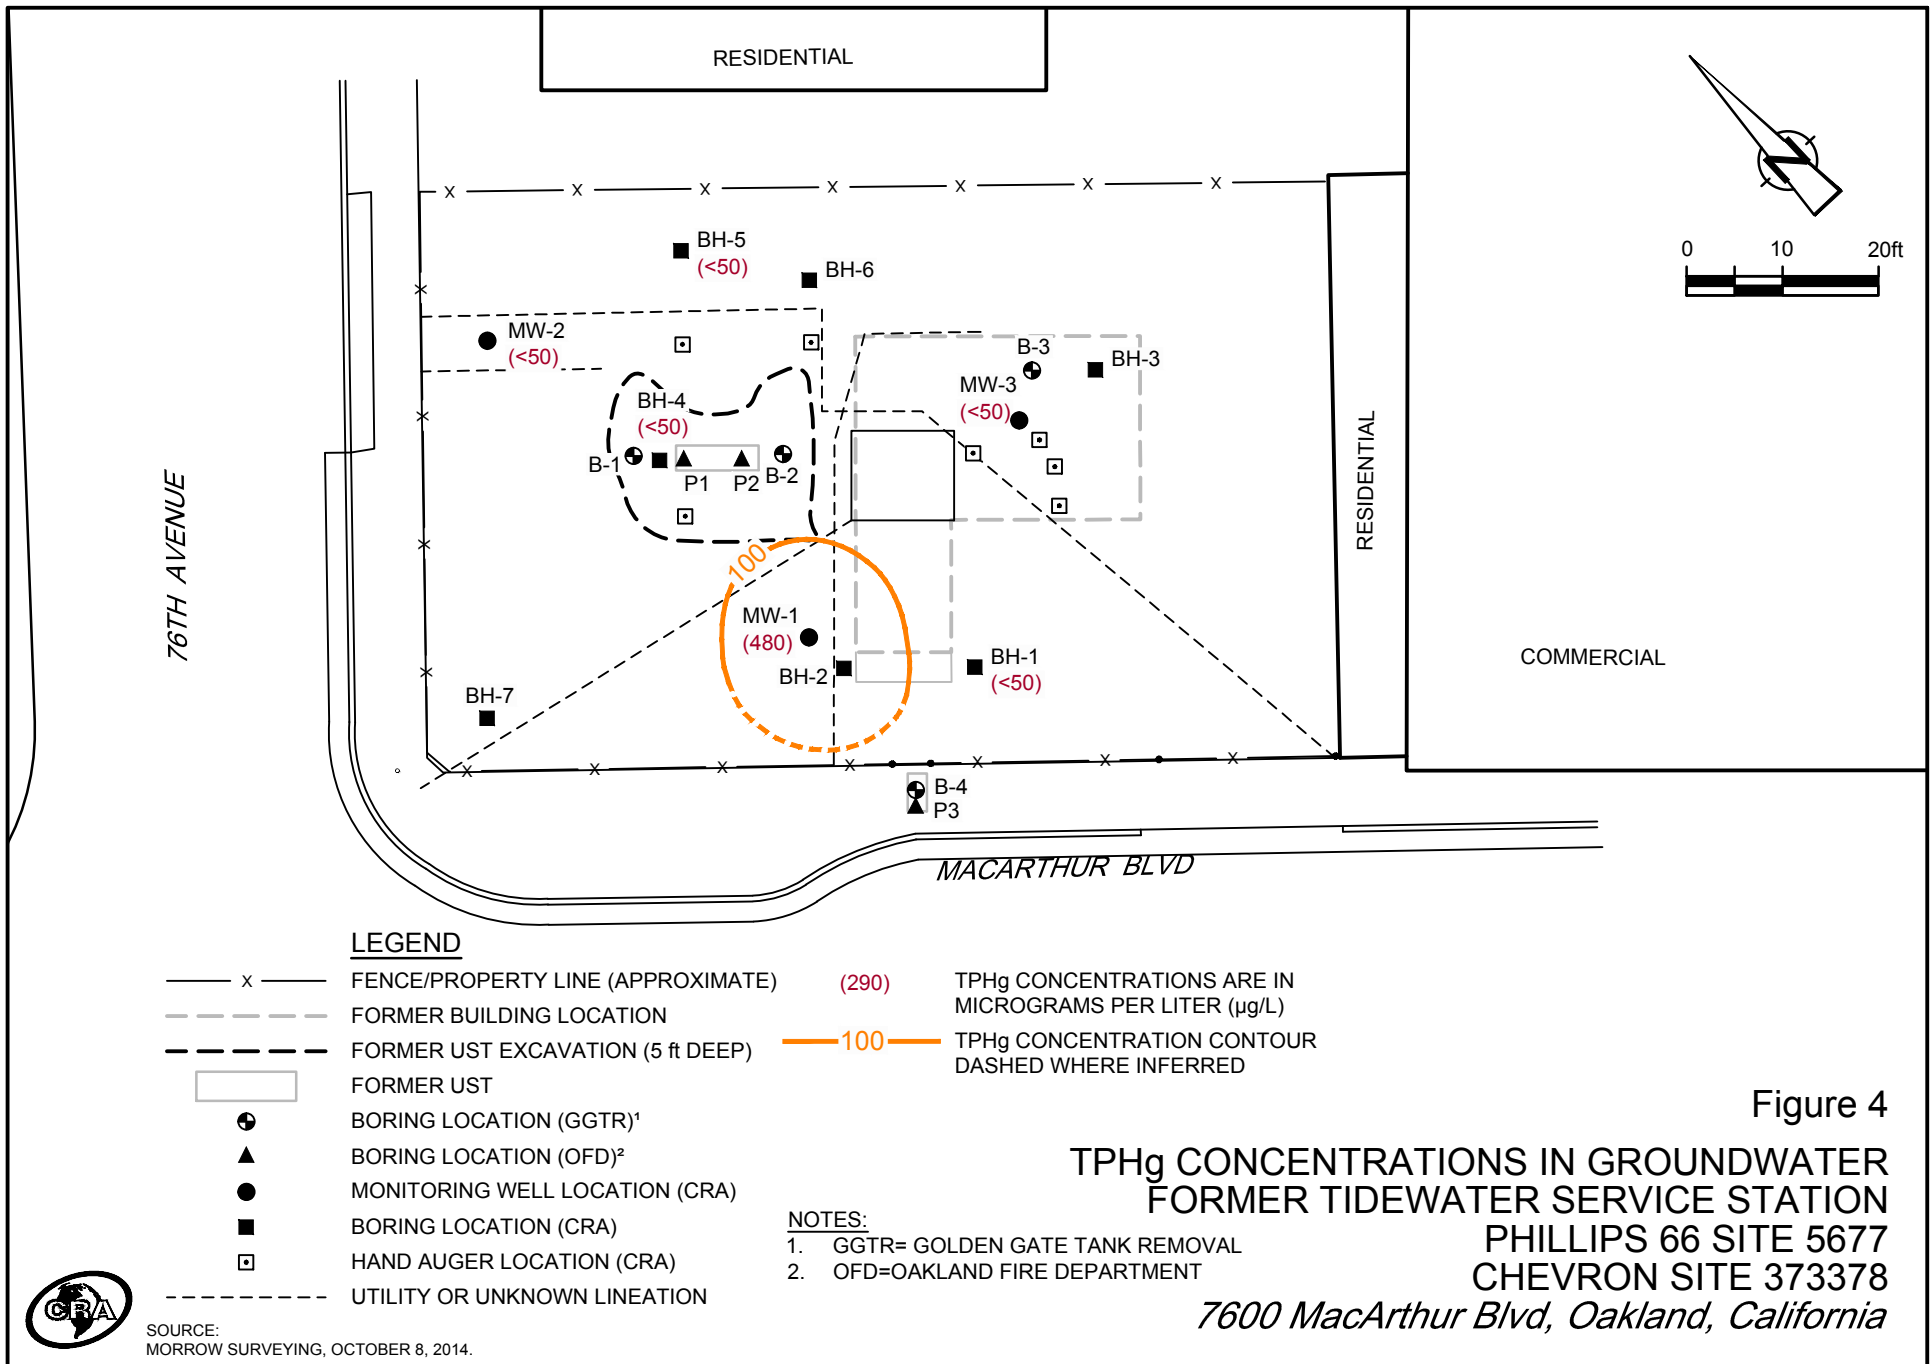 RESIDENTIAL
0 10 20ft
X X X X X X X
BH-5
(<50)
BH-6
MW-2
(<50)
B-3
BH-3
MW-3
(<50)
BH-4
(<50)
B-1
P1
P2
B-2
RESIDENTIAL
76TH AVENUE
100
MW-1
(480)
BH-2
BH-1
(<50)
COMMERCIAL
BH-7
X X X X X X X
B-4
P3
MACARTHUR BLVD
LEGEND
X FENCE/PROPERTY LINE (APPROXIMATE)
FORMER BUILDING LOCATION
FORMER UST EXCAVATION (5 ft DEEP)
FORMER UST
BORING LOCATION (GGTR)¹
BORING LOCATION (OFD)²
MONITORING WELL LOCATION (CRA)
BORING LOCATION (CRA)
HAND AUGER LOCATION (CRA)
UTILITY OR UNKNOWN LINEATION
(290) TPHg CONCENTRATIONS ARE IN
MICROGRAMS PER LITER (µg/L)
100 TPHg CONCENTRATION CONTOUR
DASHED WHERE INFERRED
NOTES:
1. GGTR= GOLDEN GATE TANK REMOVAL
2. OFD=OAKLAND FIRE DEPARTMENT
CRA
SOURCE:
MORROW SURVEYING, OCTOBER 8, 2014.
Figure 4
TPHg CONCENTRATIONS IN GROUNDWATER
FORMER TIDEWATER SERVICE STATION
PHILLIPS 66 SITE 5677
CHEVRON SITE 373378
7600 MacArthur Blvd, Oakland, California